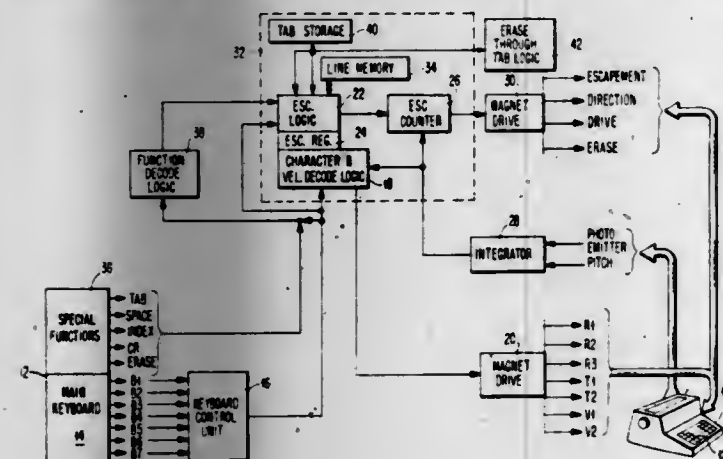 TAB STORAGE
40
ERASE THROUGH TAB LOGIC
42
32
LINE MEMORY
34
22
26
30
ESCAPEMENT
DIRECTION
DRIVE
ERASE
ESC. LOGIC
ESC COUNTER
MAGNET DRIVE
24
ESC. REG.
38
FUNCTION DECODE LOGIC
CHARACTER &
VEL. DECODE LOGIC
18
28
INTEGRATOR
PHOTO EMITTER
PITCH
36
SPECIAL FUNCTIONS
TAB
SPACE
INDEX
CR
ERASE
20
MAGNET DRIVE
R1
R2
R3
T1
T2
V1
V2
12
MAIN KEYBOARD
14
B1
B2
B3
B4
B5
B6
B7
KEYBOARD CONTROL UNIT
16